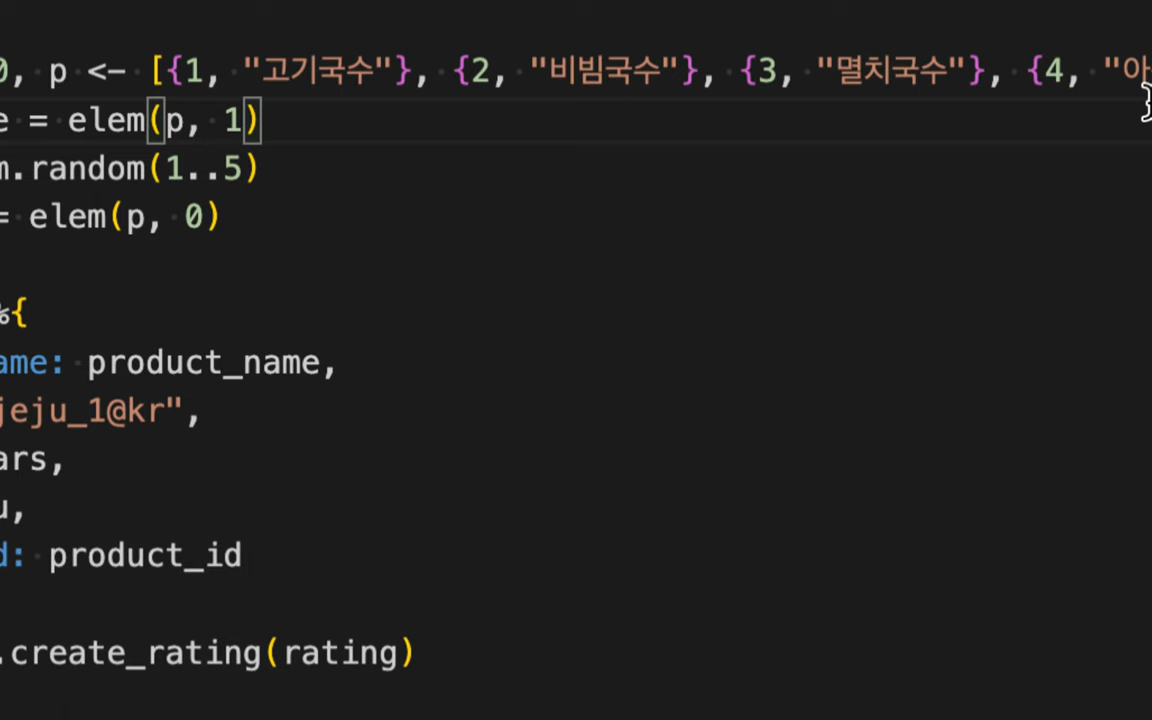 0, p <- [{1, "고기국수"}, {2, "비빔국수"}, {3, "멸치국수"}, {4, "아
e = elem(p, 1)
m.random(1..5)
= elem(p, 0)
%{
ame: product_name,
jeju_1@kr",
ars,
u,
d: product_id
.create_rating(rating)